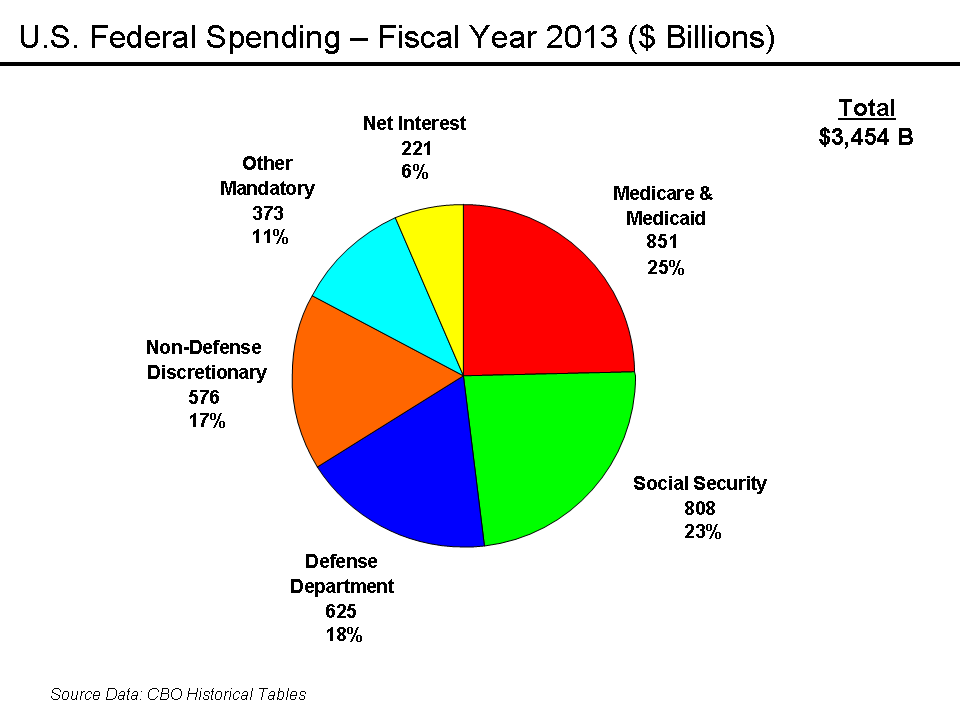 U.S. Federal Spending – Fiscal Year 2013 ($ Billions)
Total
$3,454 B
Net Interest
221
6%
Other
Mandatory
373
11%
Medicare &
Medicaid
851
25%
Non-Defense
Discretionary
576
17%
Social Security
808
23%
Defense
Department
625
18%
Source Data: CBO Historical Tables